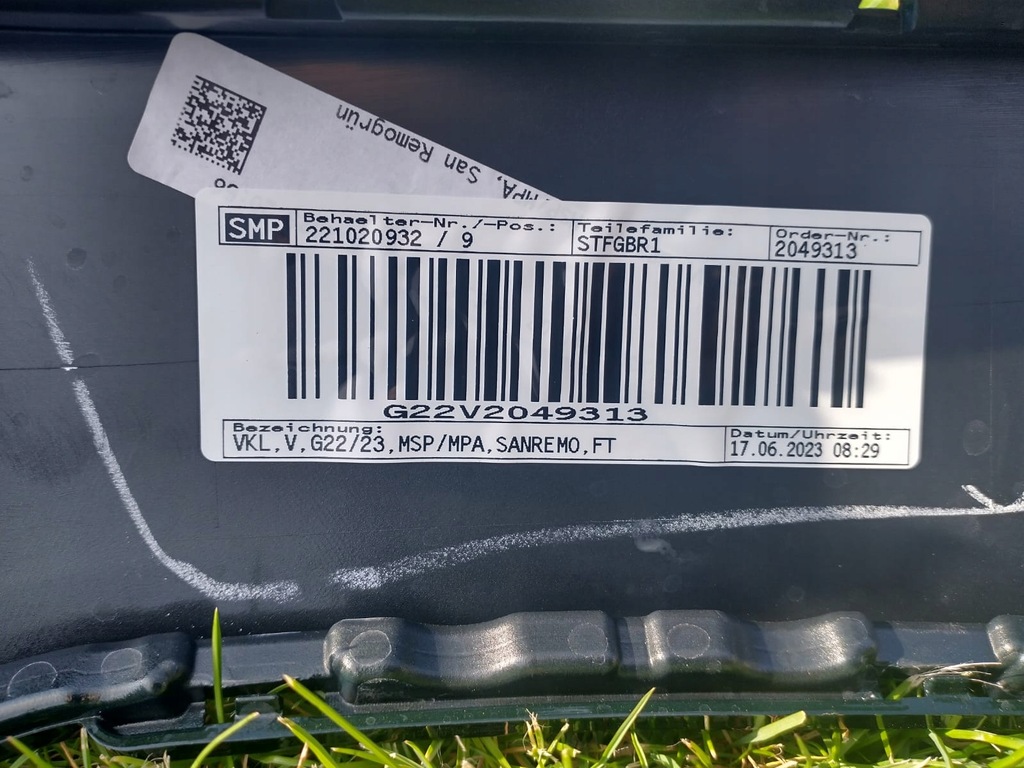 MPA, San Remogrün
SMP
Behaelter-Nr./-Pos.:
221020932 / 9
Teilefamilie:
STFGBR1
Order-Nr.:
2049313
G22V2049313
Bezeichnung:
VKL,V,G22/23,MSP/MPA,SANREMO,FT
Datum/Uhrzeit:
17.06.2023 08:29